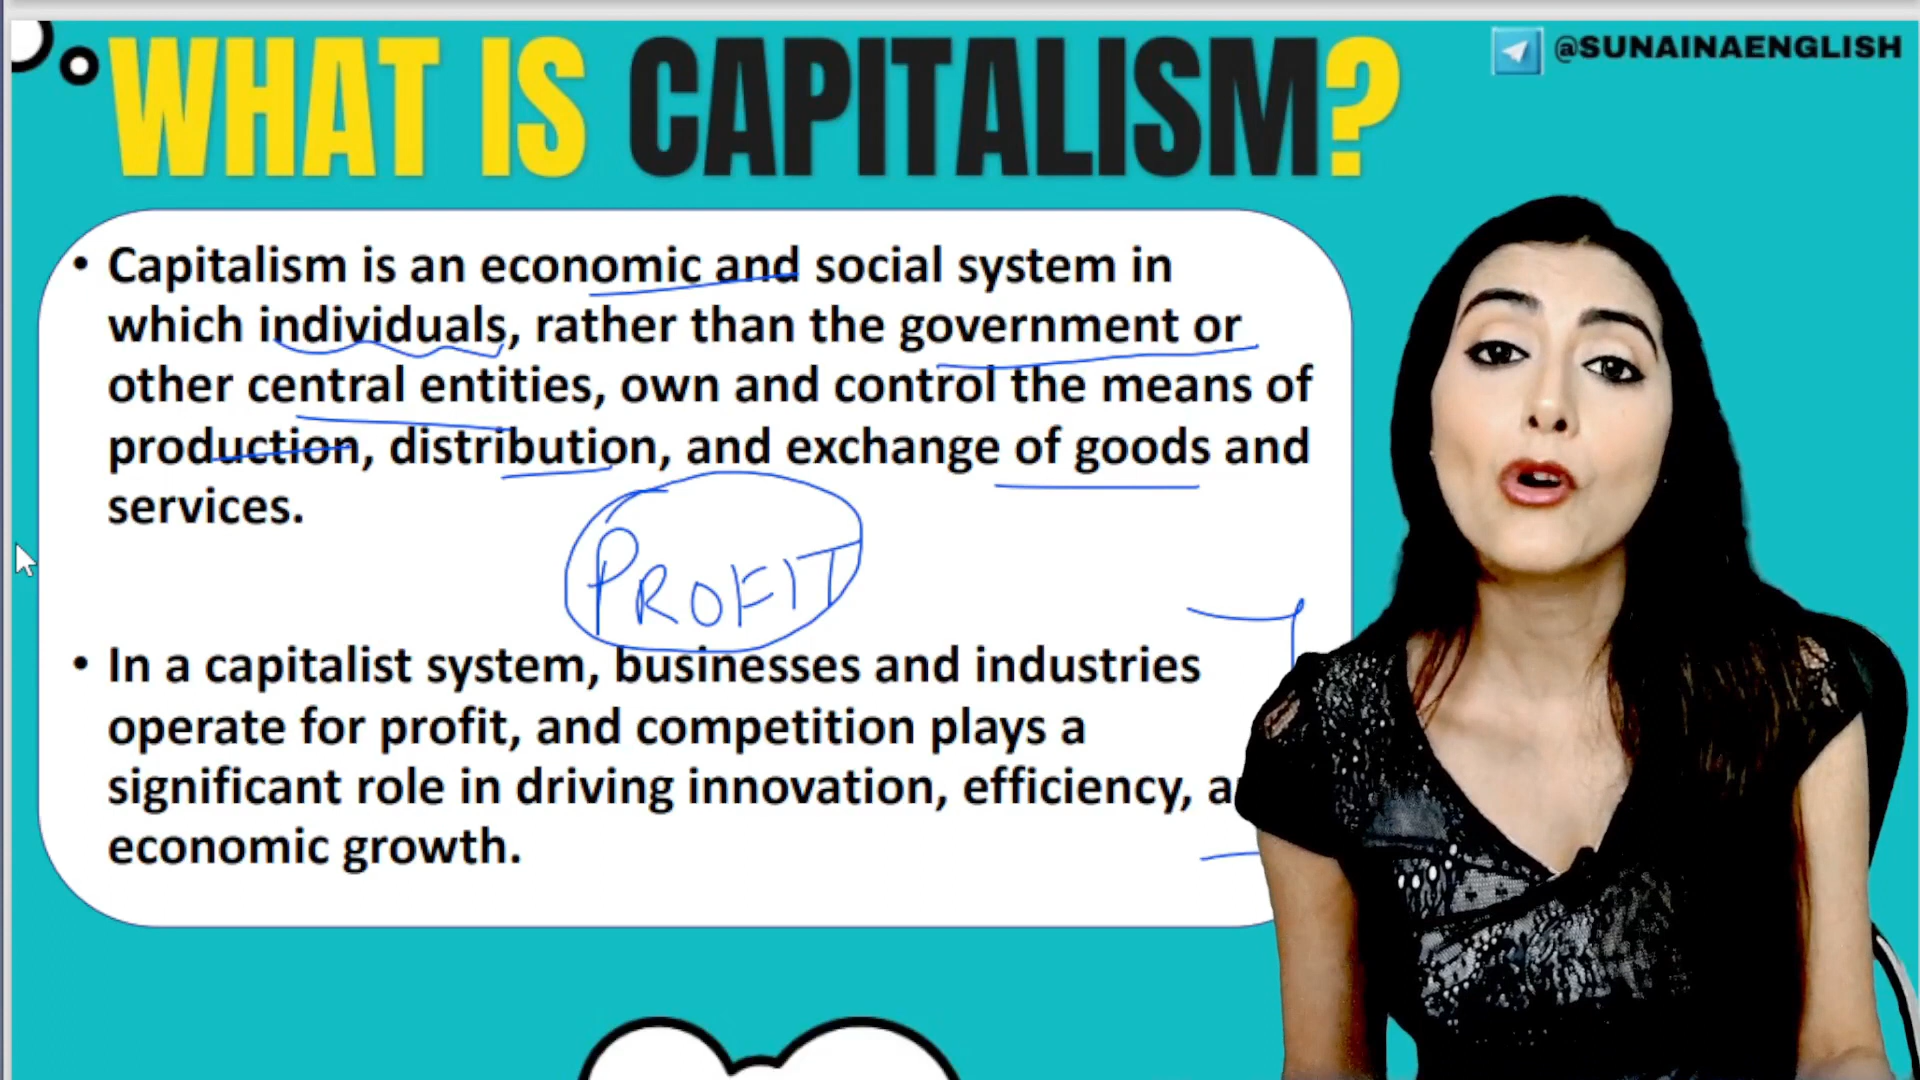 WHAT IS CAPITALISM?
@SUNAINAENGLISH
• Capitalism is an economic and social system in
which individuals, rather than the government or
other central entities, own and control the means of
production, distribution, and exchange of goods and
services.
PROFIT
• In a capitalist system, businesses and industries
operate for profit, and competition plays a
significant role in driving innovation, efficiency,
economic growth.